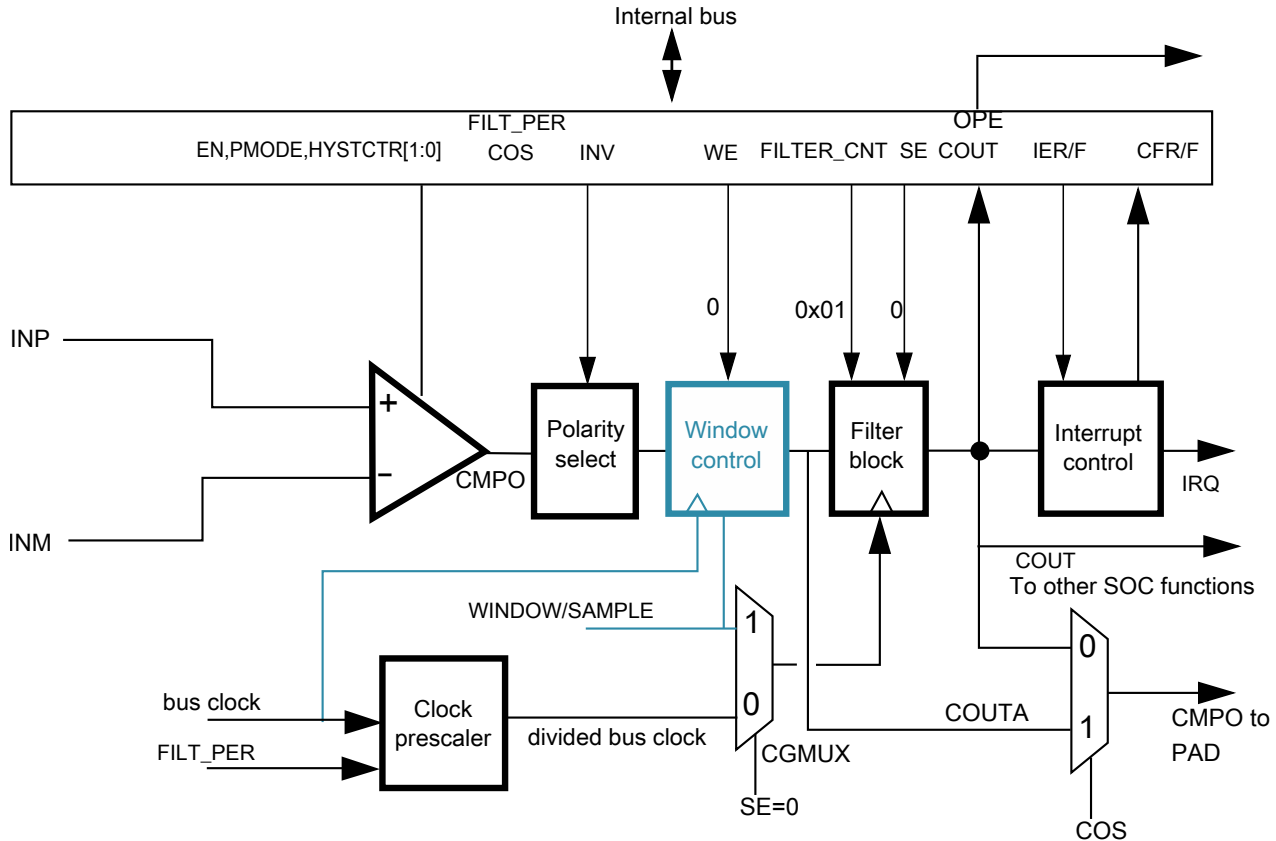 Internal bus
FILT_PER
OPE
EN,PMODE,HYSTCTR[1:0]
COS
INV
WE
FILTER_CNT
SE
COUT
IER/F
CFR/F
0
0x01
0
INP
+
Polarity
select
Window
control
Filter
block
Interrupt
control
−
CMPO
IRQ
INM
COUT
To other SOC functions
WINDOW/SAMPLE
1
0
bus clock
Clock
prescaler
0
divided bus clock
COUTA
1
CMPO to
PAD
FILT_PER
CGMUX
SE=0
COS